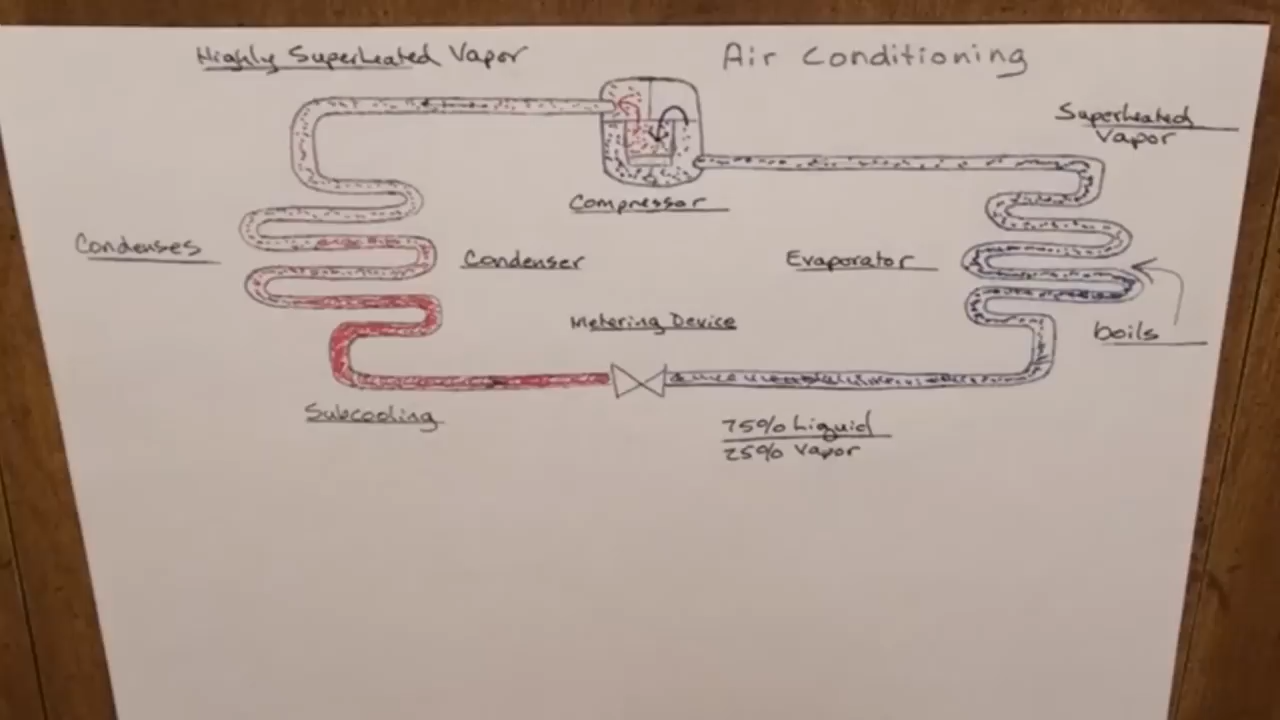 Highly Superheated Vapor
Air Conditioning
Superheated
Vapor
Compressor
Condenses
Condenser
Evaporator
Metering Device
boils
Subcooling
75% Liquid
25% Vapor